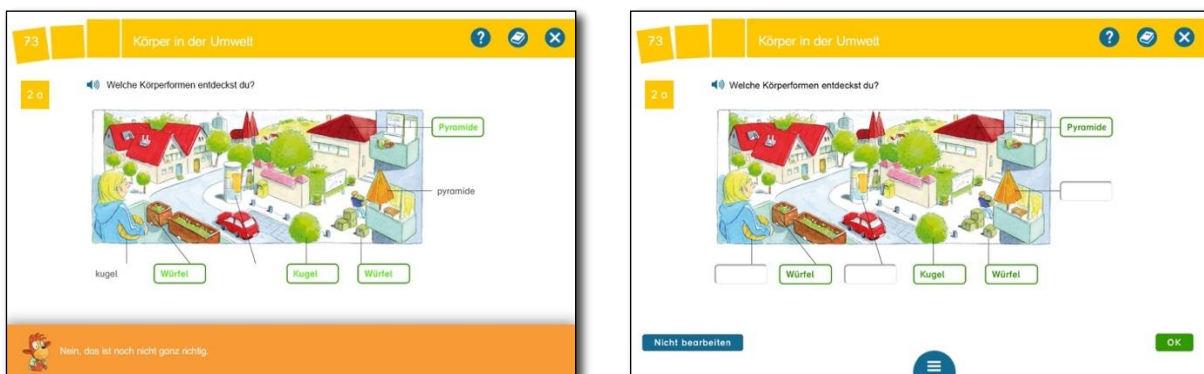 73
Körper in der Umwelt
?
2 a
Welche Körperformen entdeckst du?
Pyramide
pyramide
kugel
Würfel
Kugel
Würfel
Nein, das ist noch nicht ganz richtig.
73
Körper in der Umwelt
?
2 a
Welche Körperformen entdeckst du?
Pyramide
Würfel
Kugel
Würfel
Nicht bearbeiten
OK